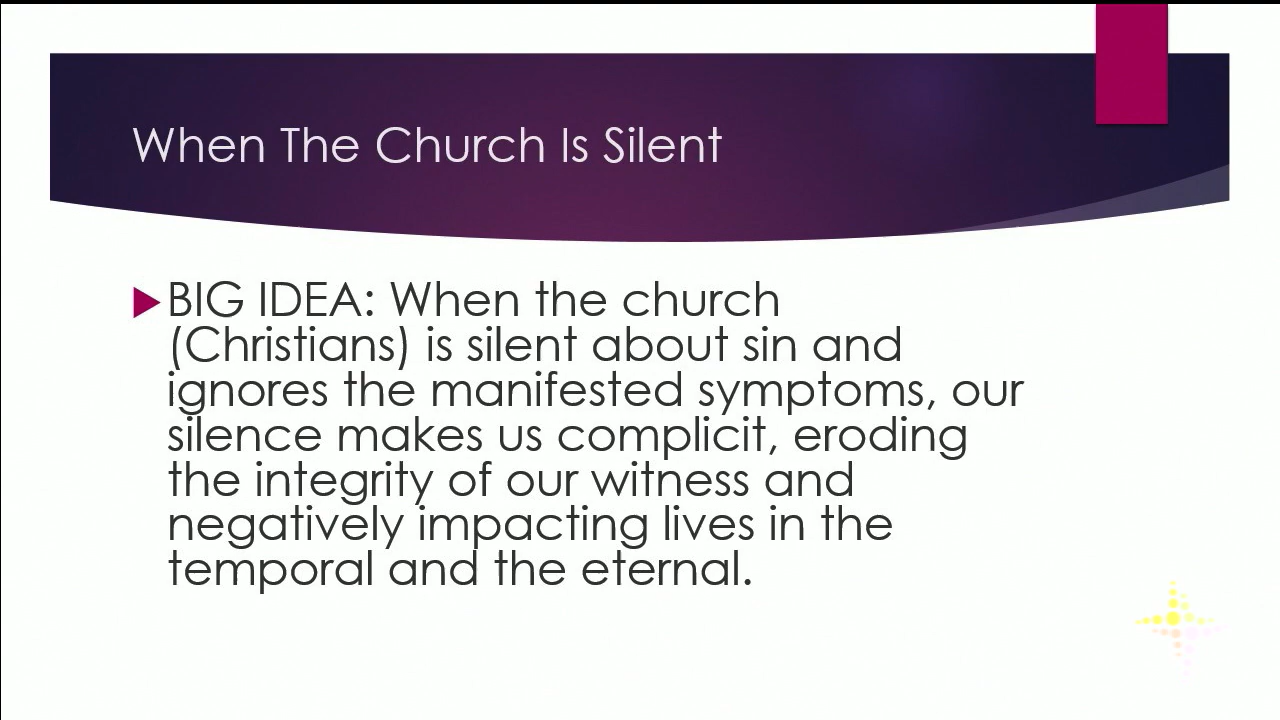 When The Church Is Silent
BIG IDEA: When the church
(Christians) is silent about sin and
ignores the manifested symptoms, our
silence makes us complicit, eroding
the integrity of our witness and
negatively impacting lives in the
temporal and the eternal.